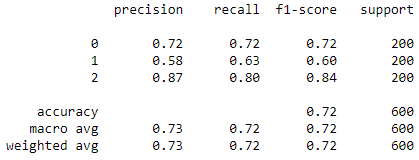 precision recall f1-score support
0 0.72 0.72 0.72 200
1 0.58 0.63 0.60 200
2 0.87 0.80 0.84 200
accuracy 0.72 600
macro avg 0.73 0.72 0.72 600
weighted avg 0.73 0.72 0.72 600